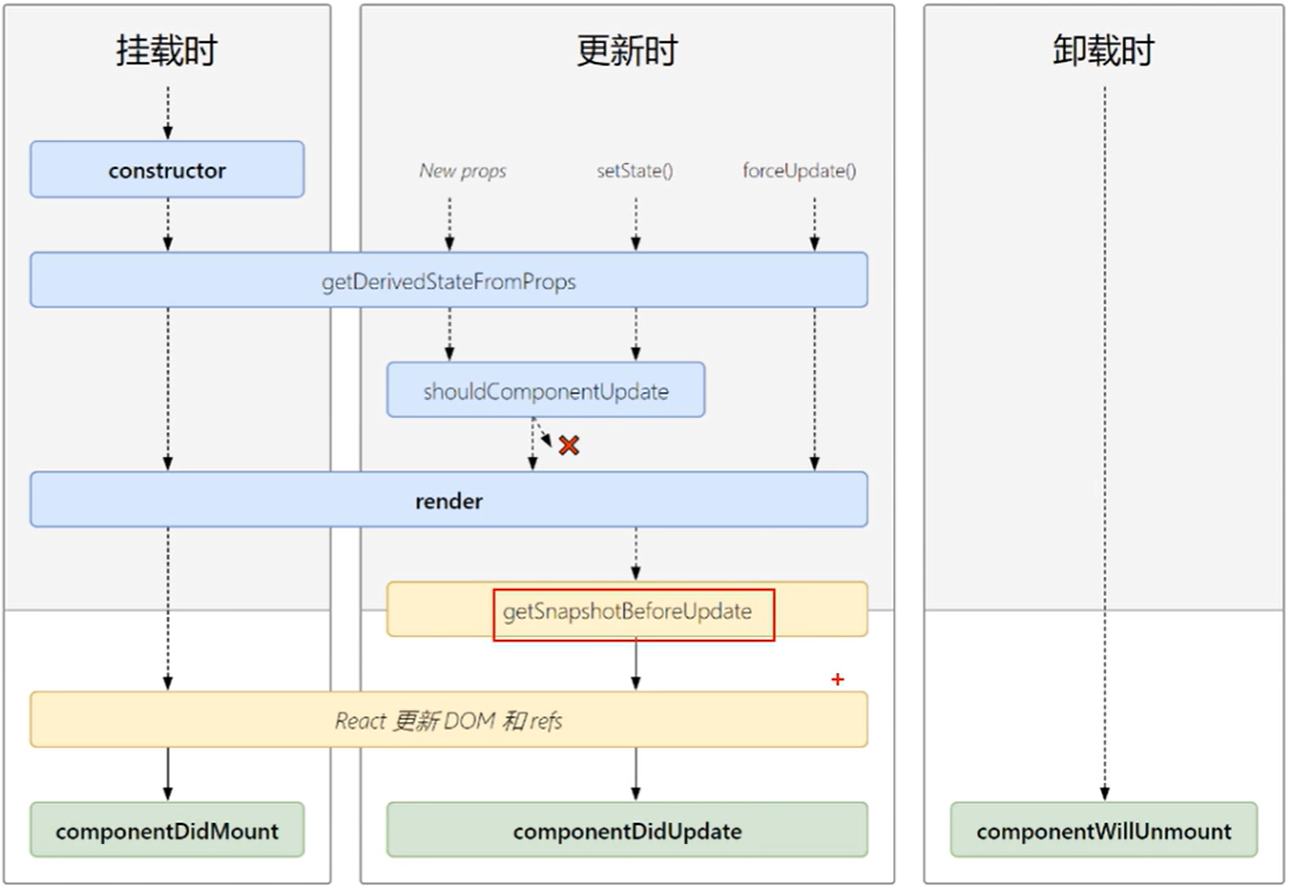 挂载时
更新时
卸载时
constructor
New props
setState()
forceUpdate()
getDerivedStateFromProps
shouldComponentUpdate
render
getSnapshotBeforeUpdate
React 更新 DOM 和 refs
componentDidMount
componentDidUpdate
componentWillUnmount